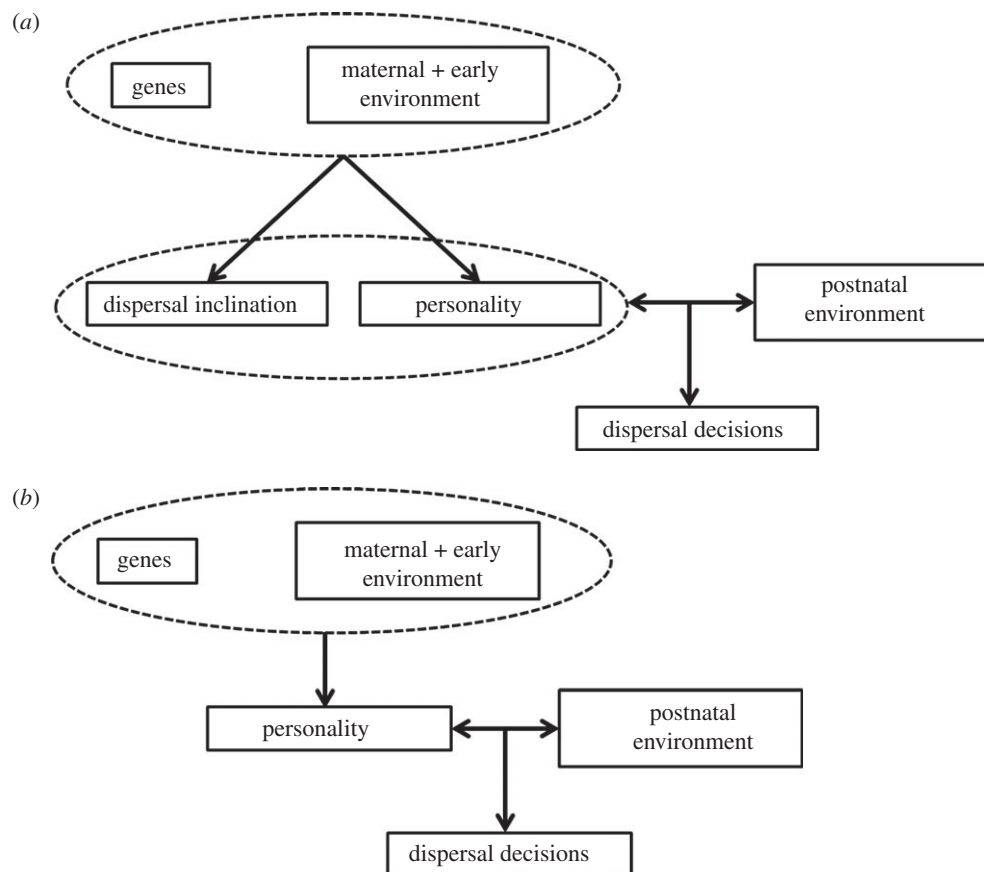 (a)
genes
maternal + early
environment
dispersal inclination
personality
postnatal
environment
dispersal decisions
(b)
genes
maternal + early
environment
personality
postnatal
environment
dispersal decisions